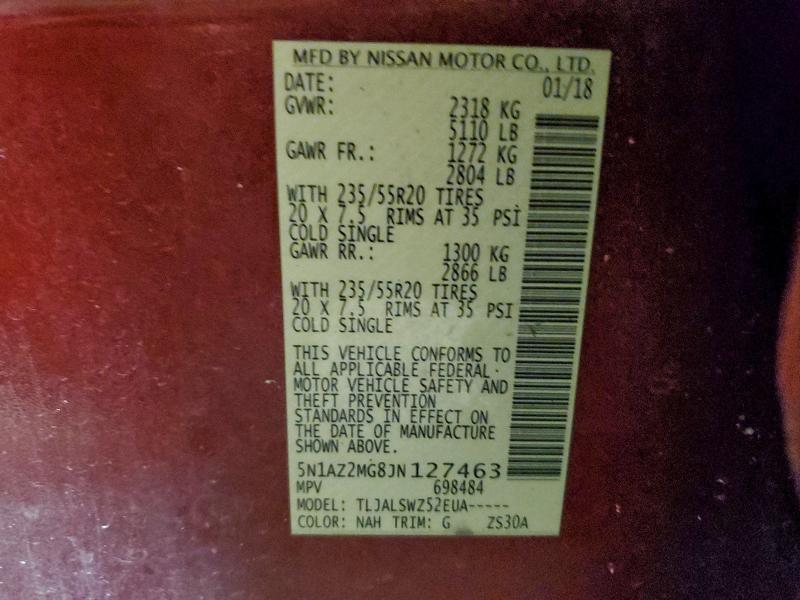 MFD BY NISSAN MOTOR CO., LTD.
DATE: 01/18
GVWR: 2318 KG
5110 LB
GAWR FR.: 1272 KG
2804 LB
WITH 235/55R20 TIRES
20 X 7.5 RIMS AT 35 PSI
COLD SINGLE
GAWR RR.: 1300 KG
2866 LB
WITH 235/55R20 TIRES
20 X 7.5 RIMS AT 35 PSI
COLD SINGLE
THIS VEHICLE CONFORMS TO
ALL APPLICABLE FEDERAL
MOTOR VEHICLE SAFETY AND
THEFT PREVENTION
STANDARDS IN EFFECT ON
THE DATE OF MANUFACTURE
SHOWN ABOVE.
5N1AZ2MG8JN127463
MPV 698484
MODEL: TLJALSWZ52EUA-----
COLOR: NAH TRIM: G ZS30A